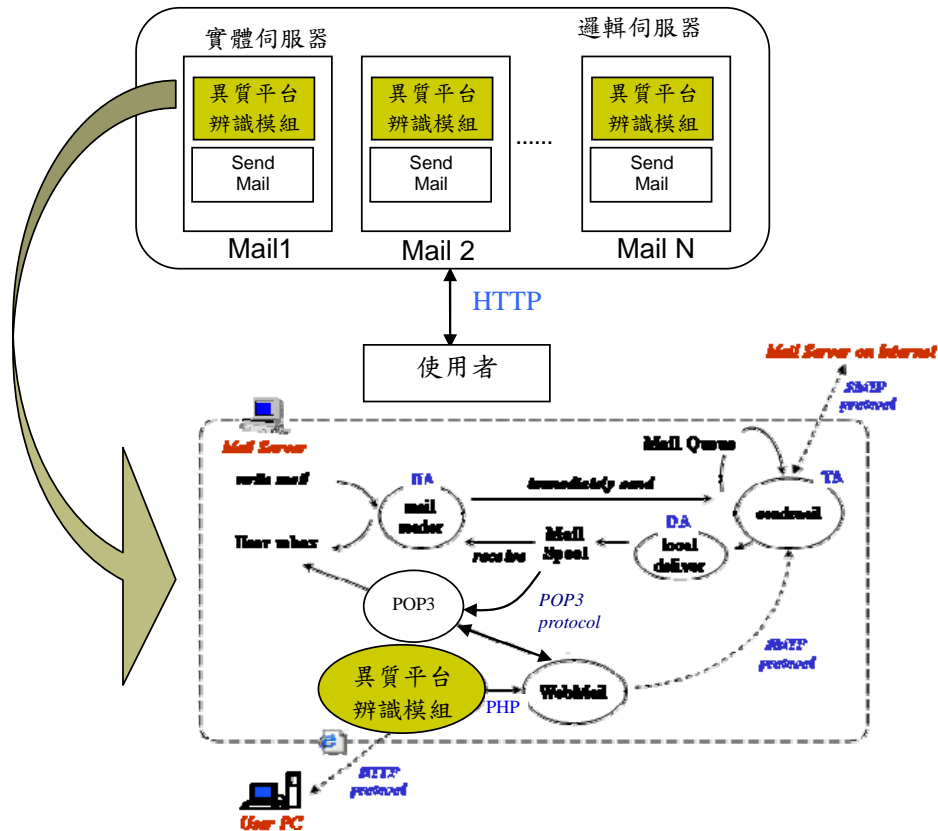 實體伺服器
邏輯伺服器
異質平台
辨識模組
Send
Mail
Mail1
異質平台
辨識模組
Send
Mail
Mail 2
......
異質平台
辨識模組
Send
Mail
Mail N
HTTP
使用者
Mail Server on Internet
SMTP
protocol
Mail Server
Mail Queue
write mail
UA
mail
reader
immediately send
TA
sendmail
DA
local
deliver
Mail
Spool
receive
User
POP3
POP3
protocol
SMTP
protocol
異質平台
辨識模組
PHP
WebMail
HTTP
protocol
User PC